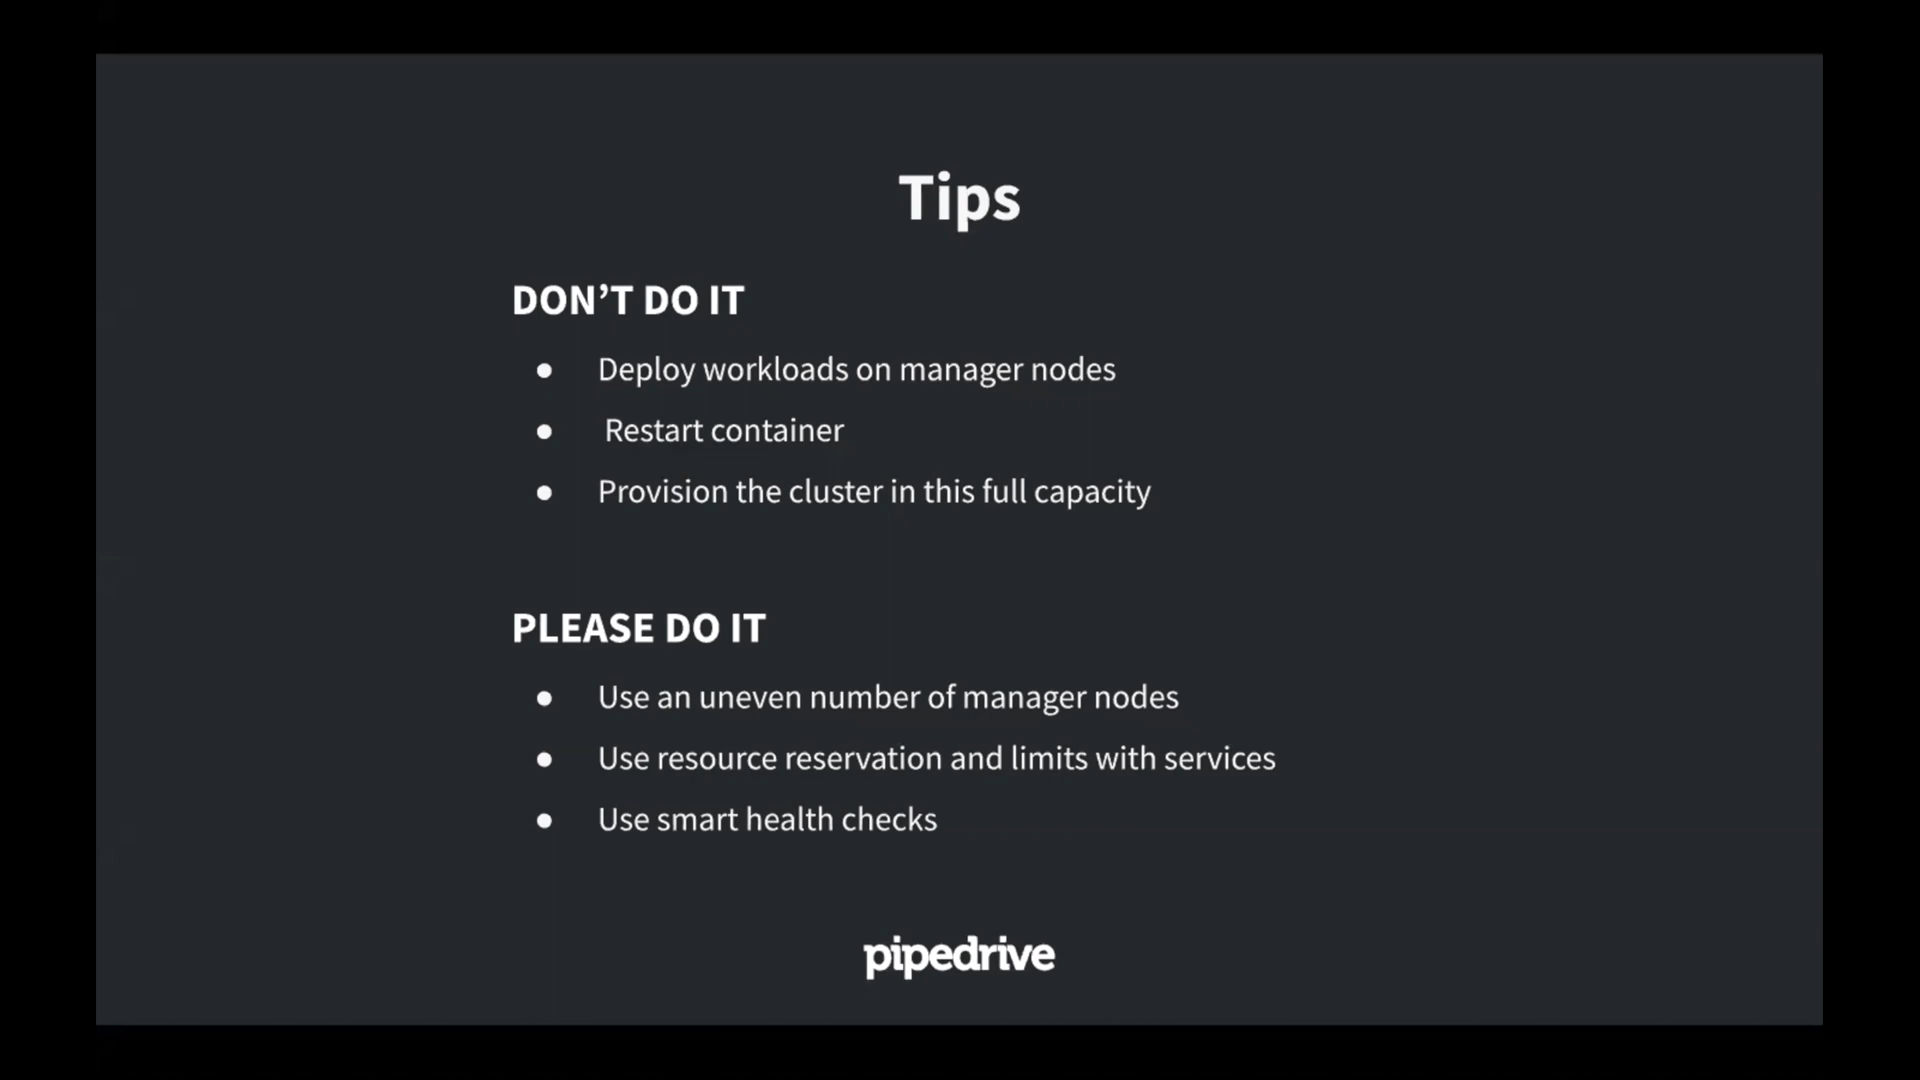 Tips
DON’T DO IT
● Deploy workloads on manager nodes
● Restart container
● Provision the cluster in this full capacity
PLEASE DO IT
● Use an uneven number of manager nodes
● Use resource reservation and limits with services
● Use smart health checks
pipedrive